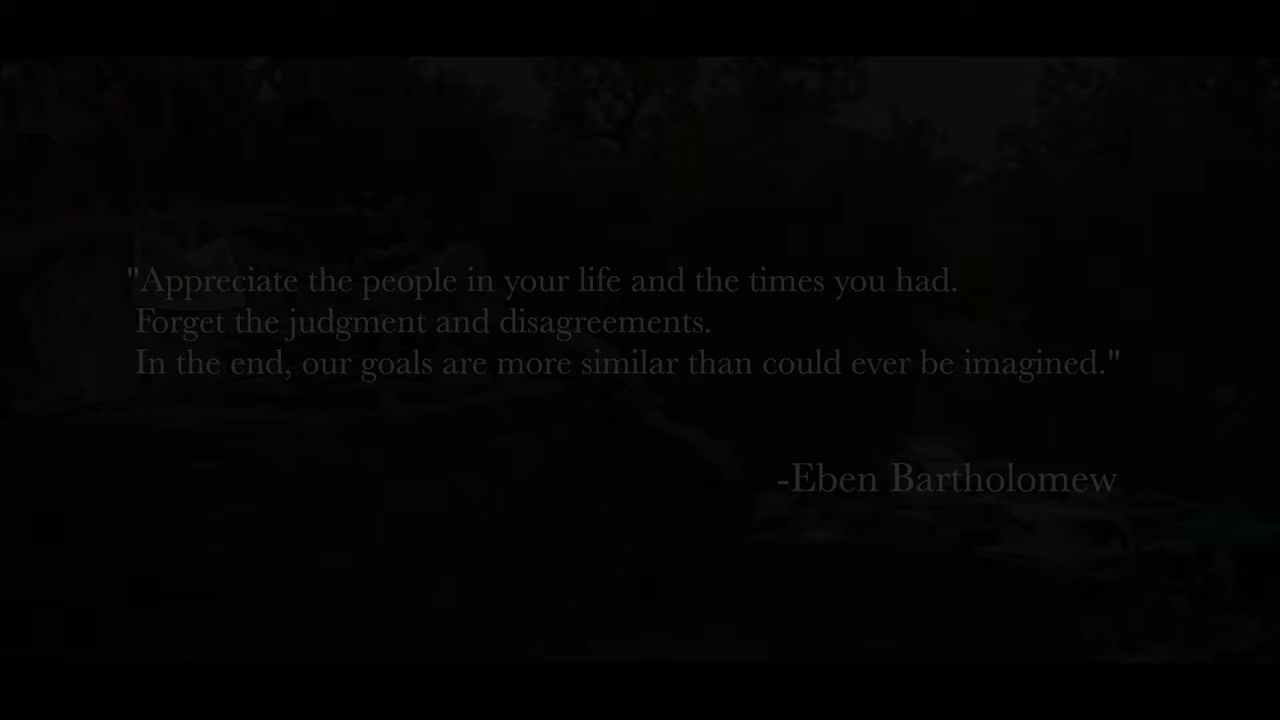 "Appreciate the people in your life and the times you had.
Forget the judgment and disagreements.
In the end, our goals are more similar than could ever be imagined."
-Eben Bartholomew